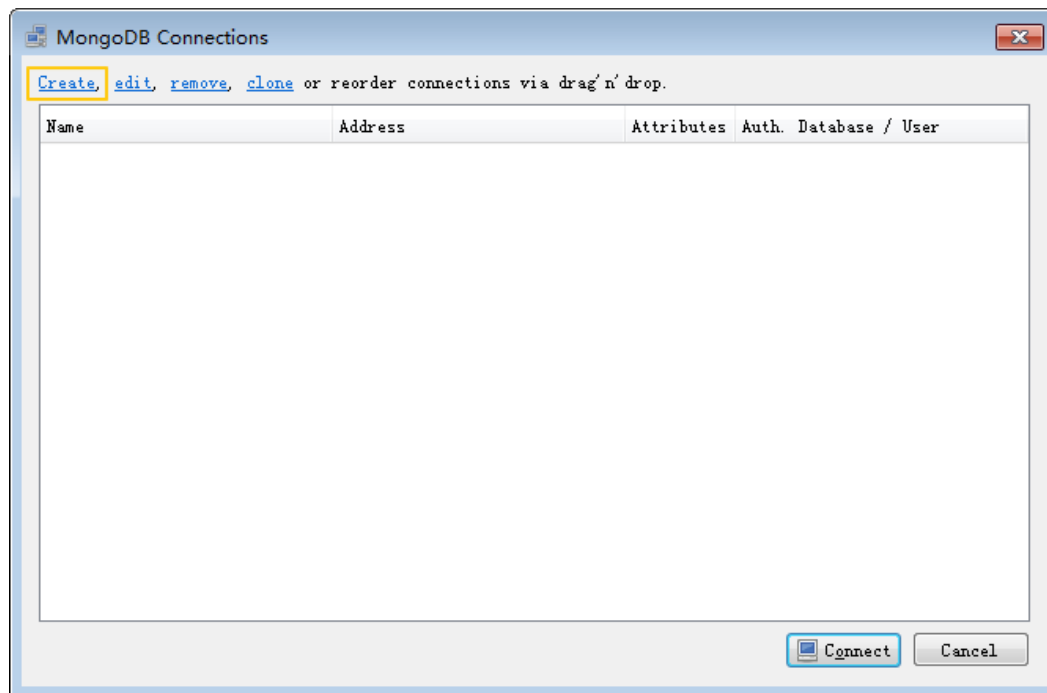 MongoDB Connections
Create, edit, remove, clone or reorder connections via drag'n'drop.
Name Address Attributes Auth. Database / User
Connect Cancel